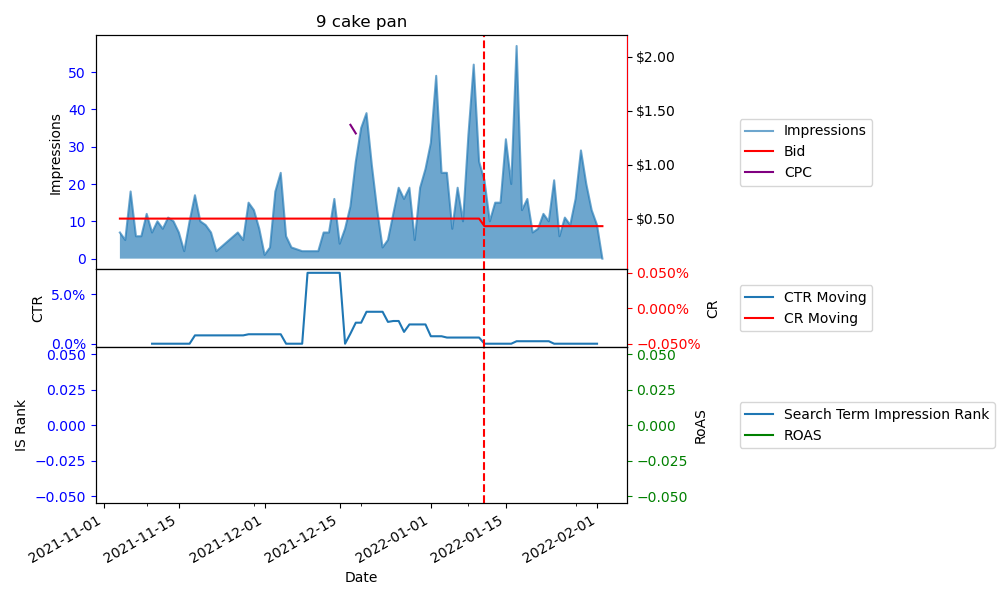 9 cake pan
Impressions
50
40
30
20
10
0
$2.00
$1.50
$1.00
$0.50
Impressions
Bid
CPC
CTR
5.0%
0.0%
0.050%
0.000%
−0.050%
CR
CTR Moving
CR Moving
IS Rank
0.050
0.025
0.000
−0.025
−0.050
0.050
0.025
0.000
−0.025
−0.050
RoAS
Search Term Impression Rank
ROAS
2021-11-01
2021-11-15
2021-12-01
2021-12-15
2022-01-01
2022-01-15
2022-02-01
Date